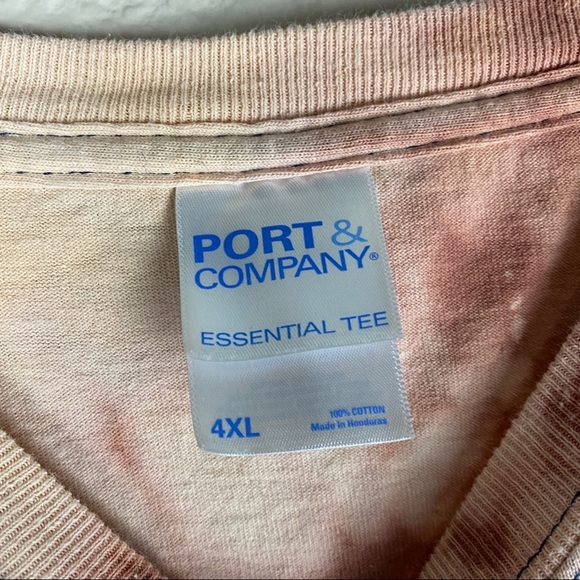 PORT &
COMPANY®
ESSENTIAL TEE
4XL
100% COTTON
Made in Honduras